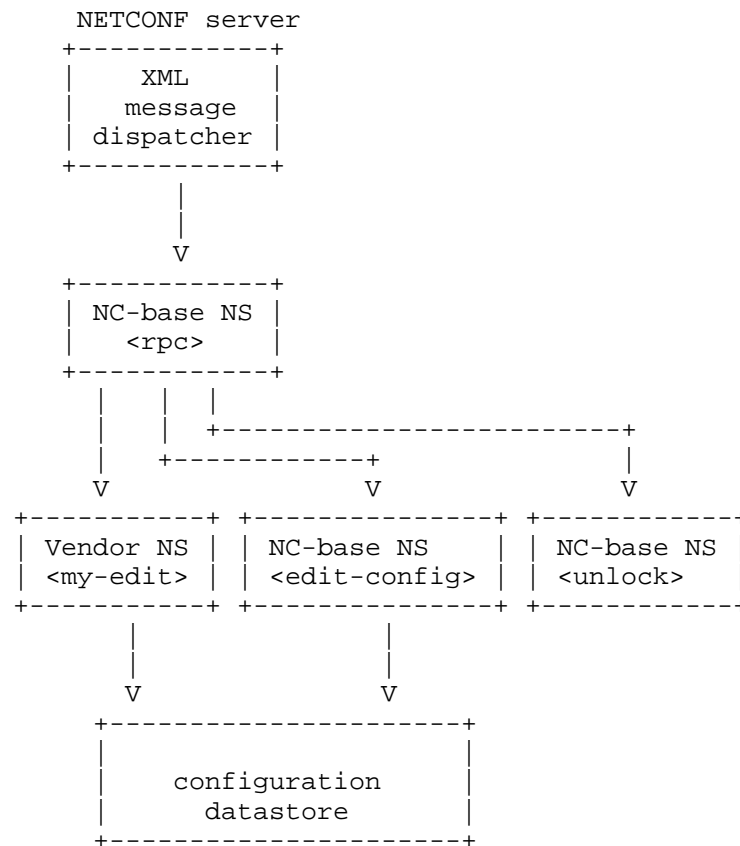 NETCONF server
XML
message
dispatcher
V
NC-base NS
<rpc>
V V V
Vendor NS NC-base NS NC-base NS
<my-edit> <edit-config> <unlock>
V V
configuration
datastore